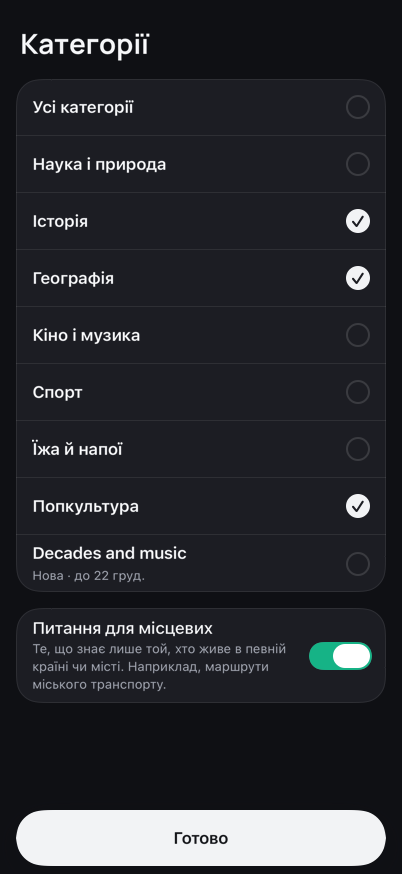 Категорії
Усі категорії
Наука і природа
Історія
Географія
Кіно і музика
Спорт
Їжа й напої
Попкультура
Decades and music
Нова · до 22 груд.
Питання для місцевих
Те, що знає лише той, хто живе в певній
країні чи місті. Наприклад, маршрути
міського транспорту.
Готово